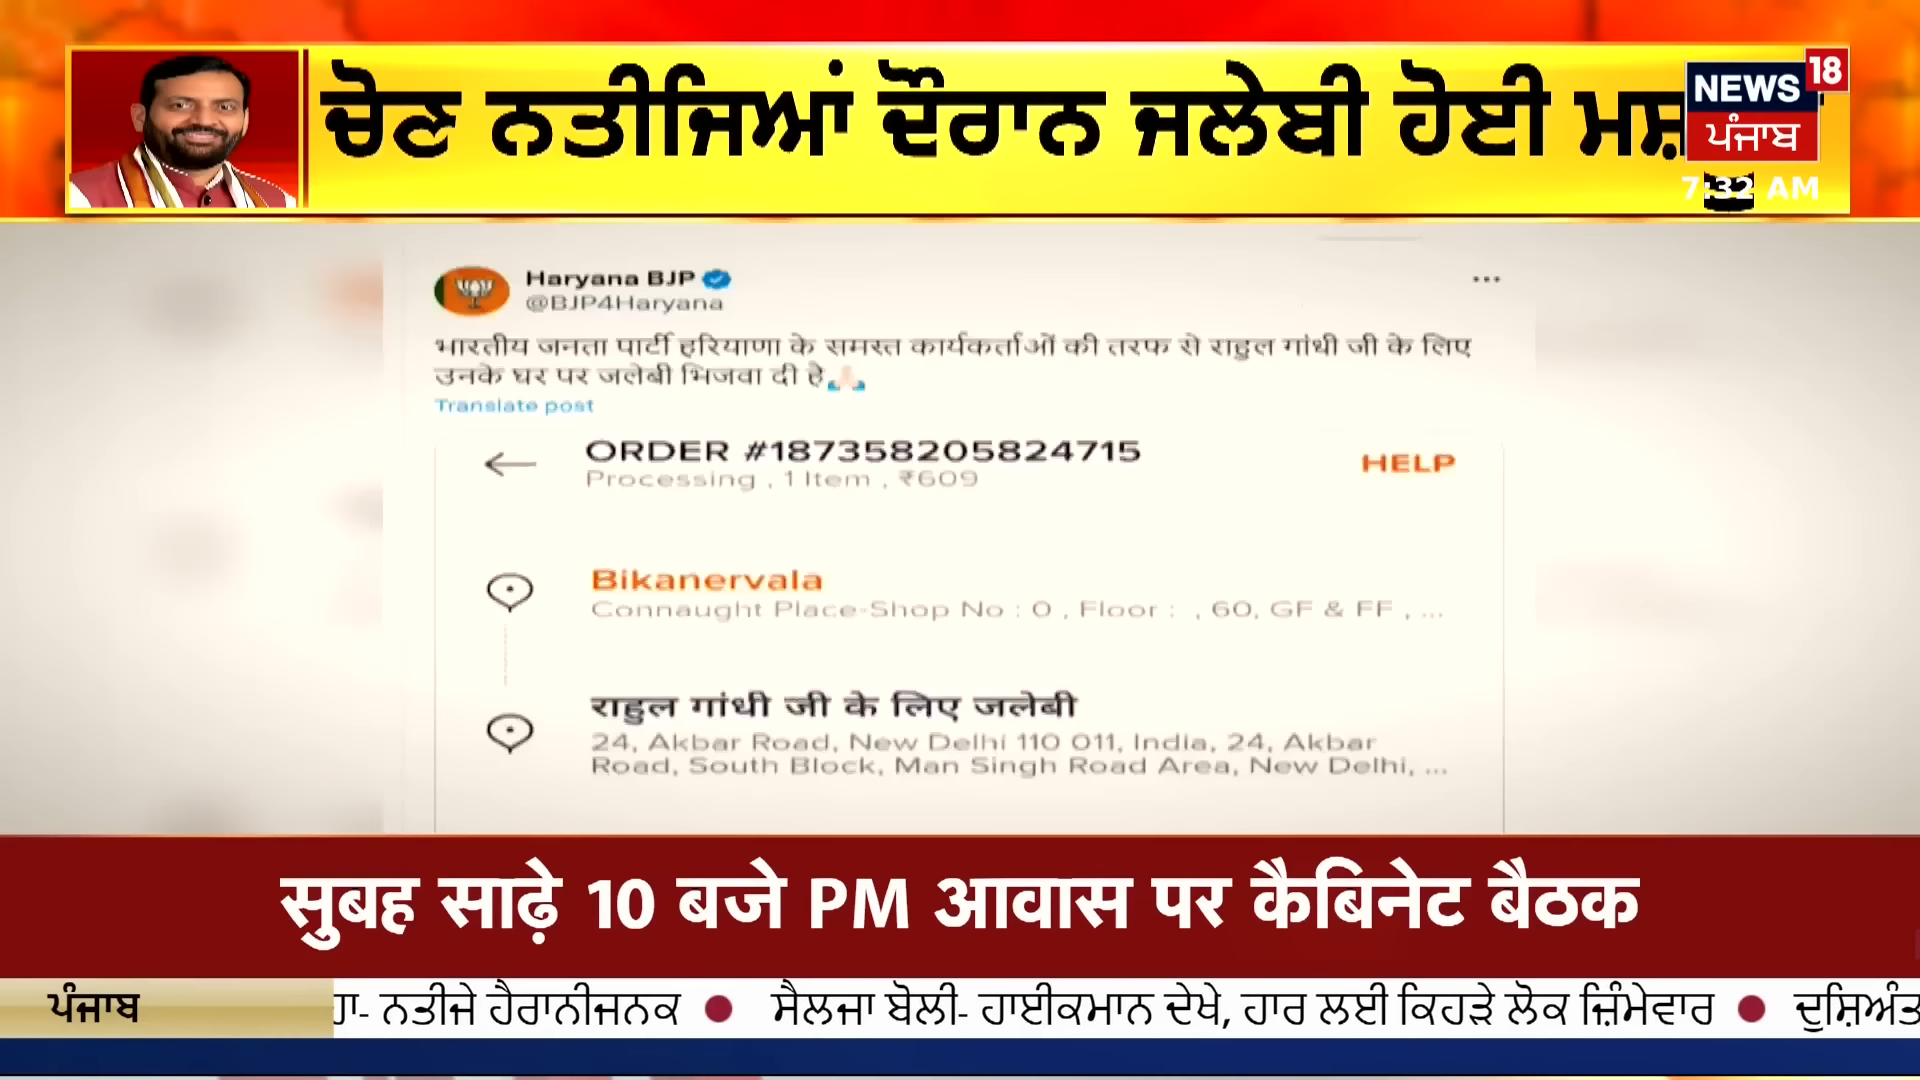 ਚੋਣ ਨਤੀਜਿਆਂ ਦੌਰਾਨ ਜਲੇਬੀ ਹੋਈ
NEWS 18
ਪੰਜਾਬ
7:32 AM
Haryana BJP
@BJP4Haryana
भारतीय जनता पार्टी हरियाणा के समस्त कार्यकर्ताओं की तरफ से राहुल गांधी जी के लिए
उनके घर पर जलेबी भिजवा दी है🙏🏻
Translate post
ORDER #187358205824715
HELP
Processing , 1 Item , ₹609
Bikanervala
Connaught Place-Shop No : 0 , Floor : , 60, GF & FF , ...
राहुल गांधी जी के लिए जलेबी
24, Akbar Road, New Delhi 110 011, India, 24, Akbar
Road, South Block, Man Singh Road Area, New Delhi, ...
सुबह साढ़े 10 बजे PM आवास पर कैबिनेट बैठक
ਪੰਜਾਬ
ਹਾ- ਨਤੀਜੇ ਹੈਰਾਨੀਜਨਕ ● ਸੈਲਜਾ ਬੋਲੀ- ਹਾਈਕਮਾਨ ਦੇਖੇ, ਹਾਰ ਲਈ ਕਿਹੜੇ ਲੋਕ ਜ਼ਿੰਮੇਵਾਰ ● ਦੁਸ਼ਿਅੰਤ